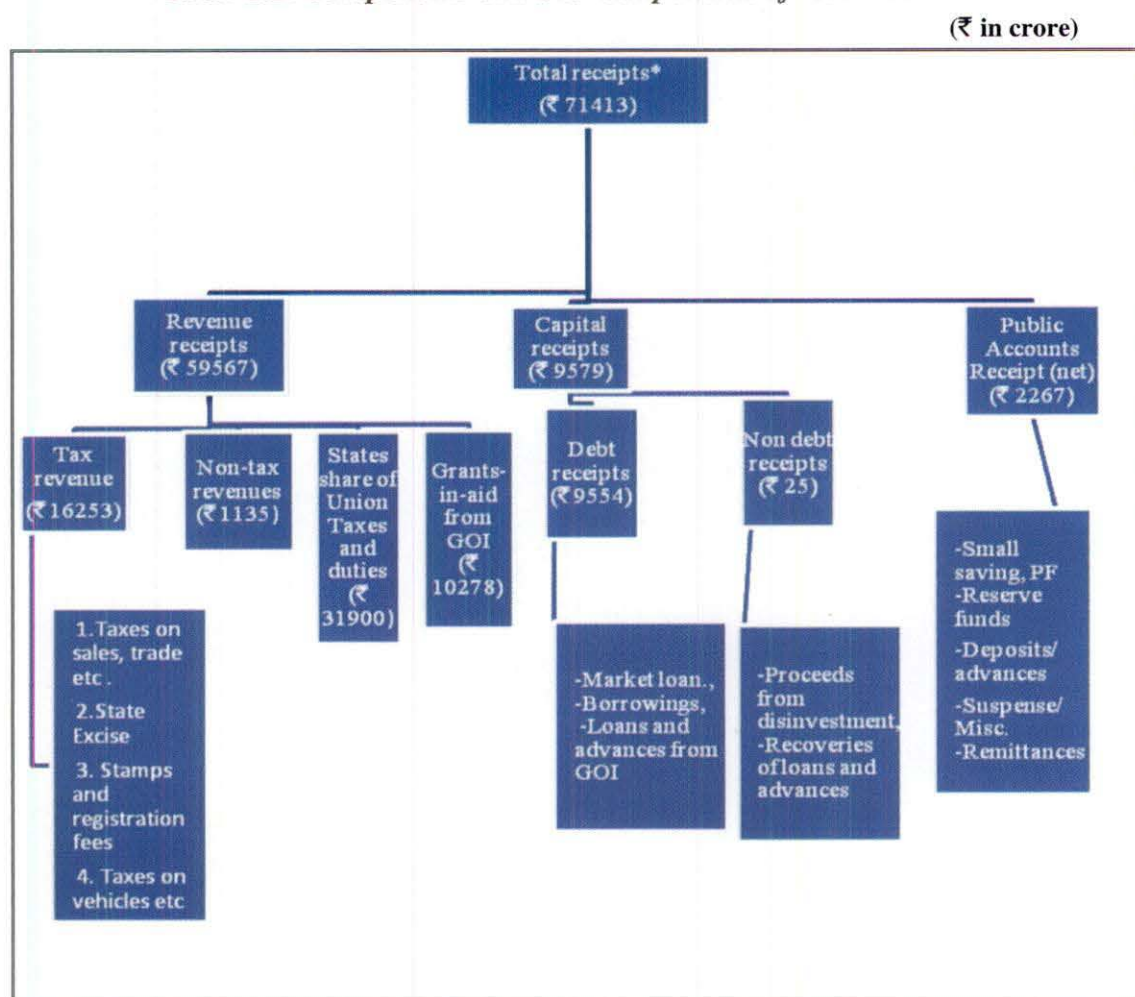 (₹ in crore)
Total receipts*
(₹ 71413)
Revenue
receipts
(₹ 59567)
Capital
receipts
(₹ 9579)
Public
Accounts
Receipt (net)
(₹ 2267)
Tax
revenue
(₹ 16253)
Non-tax
revenues
(₹ 1135)
States
share of
Union
Taxes
and
duties
(₹
31900)
Grants-
in-aid
from
GOI
(₹
10278)
Debt
receipts
(₹9554)
Non debt
receipts
(₹ 25)
1.Taxes on
sales, trade
etc .
2.State
Excise
3. Stamps
and
registration
fees
4. Taxes on
vehicles etc
-Market loan.,
-Borrowings,
-Loans and
advances from
GOI
-Proceeds
from
disinvestment,
-Recoveries
of loans and
advances
-Small
saving, PF
-Reserve
funds
-Deposits/
advances
-Suspense/
Misc.
-Remittances